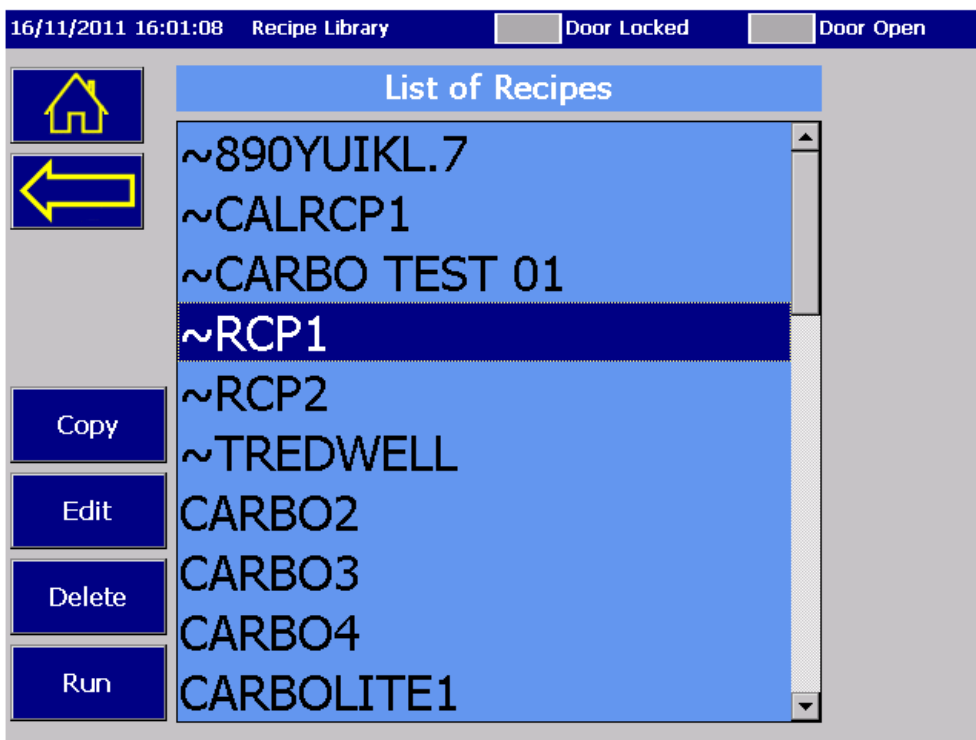 16/11/2011 16:01:08 Recipe Library Door Locked Door Open
List of Recipes
~890YUIKL.7
~CALRCP1
~CARBO TEST 01
~RCP1
~RCP2
~TREDWELL
CARBO2
CARBO3
CARBO4
CARBOLITE1
Copy
Edit
Delete
Run